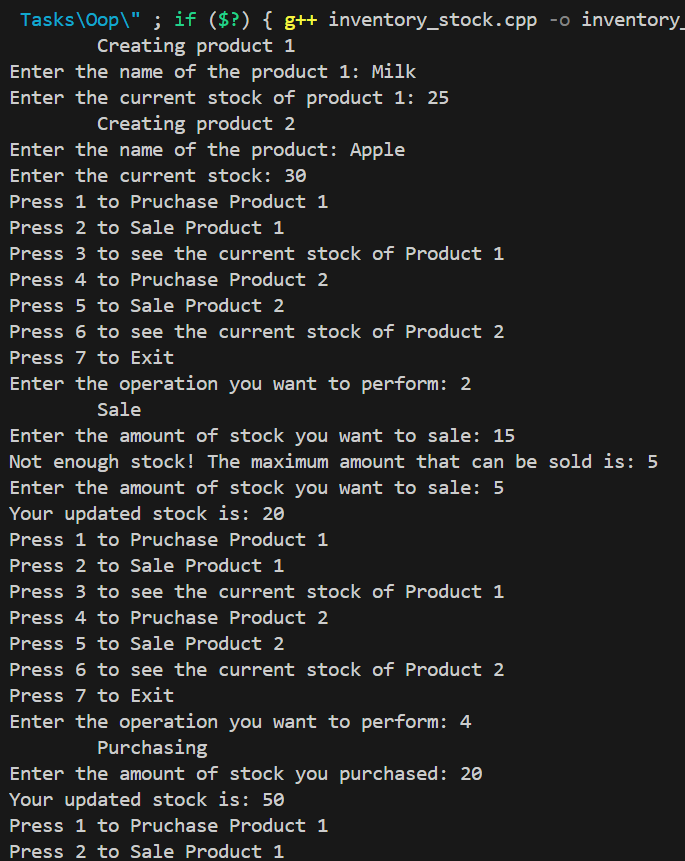 Tasks\Oop\" ; if ($?) { g++ inventory_stock.cpp -o inventory_
Creating product 1
Enter the name of the product 1: Milk
Enter the current stock of product 1: 25
Creating product 2
Enter the name of the product: Apple
Enter the current stock: 30
Press 1 to Pruchase Product 1
Press 2 to Sale Product 1
Press 3 to see the current stock of Product 1
Press 4 to Pruchase Product 2
Press 5 to Sale Product 2
Press 6 to see the current stock of Product 2
Press 7 to Exit
Enter the operation you want to perform: 2
Sale
Enter the amount of stock you want to sale: 15
Not enough stock! The maximum amount that can be sold is: 5
Enter the amount of stock you want to sale: 5
Your updated stock is: 20
Press 1 to Pruchase Product 1
Press 2 to Sale Product 1
Press 3 to see the current stock of Product 1
Press 4 to Pruchase Product 2
Press 5 to Sale Product 2
Press 6 to see the current stock of Product 2
Press 7 to Exit
Enter the operation you want to perform: 4
Purchasing
Enter the amount of stock you purchased: 20
Your updated stock is: 50
Press 1 to Pruchase Product 1
Press 2 to Sale Product 1